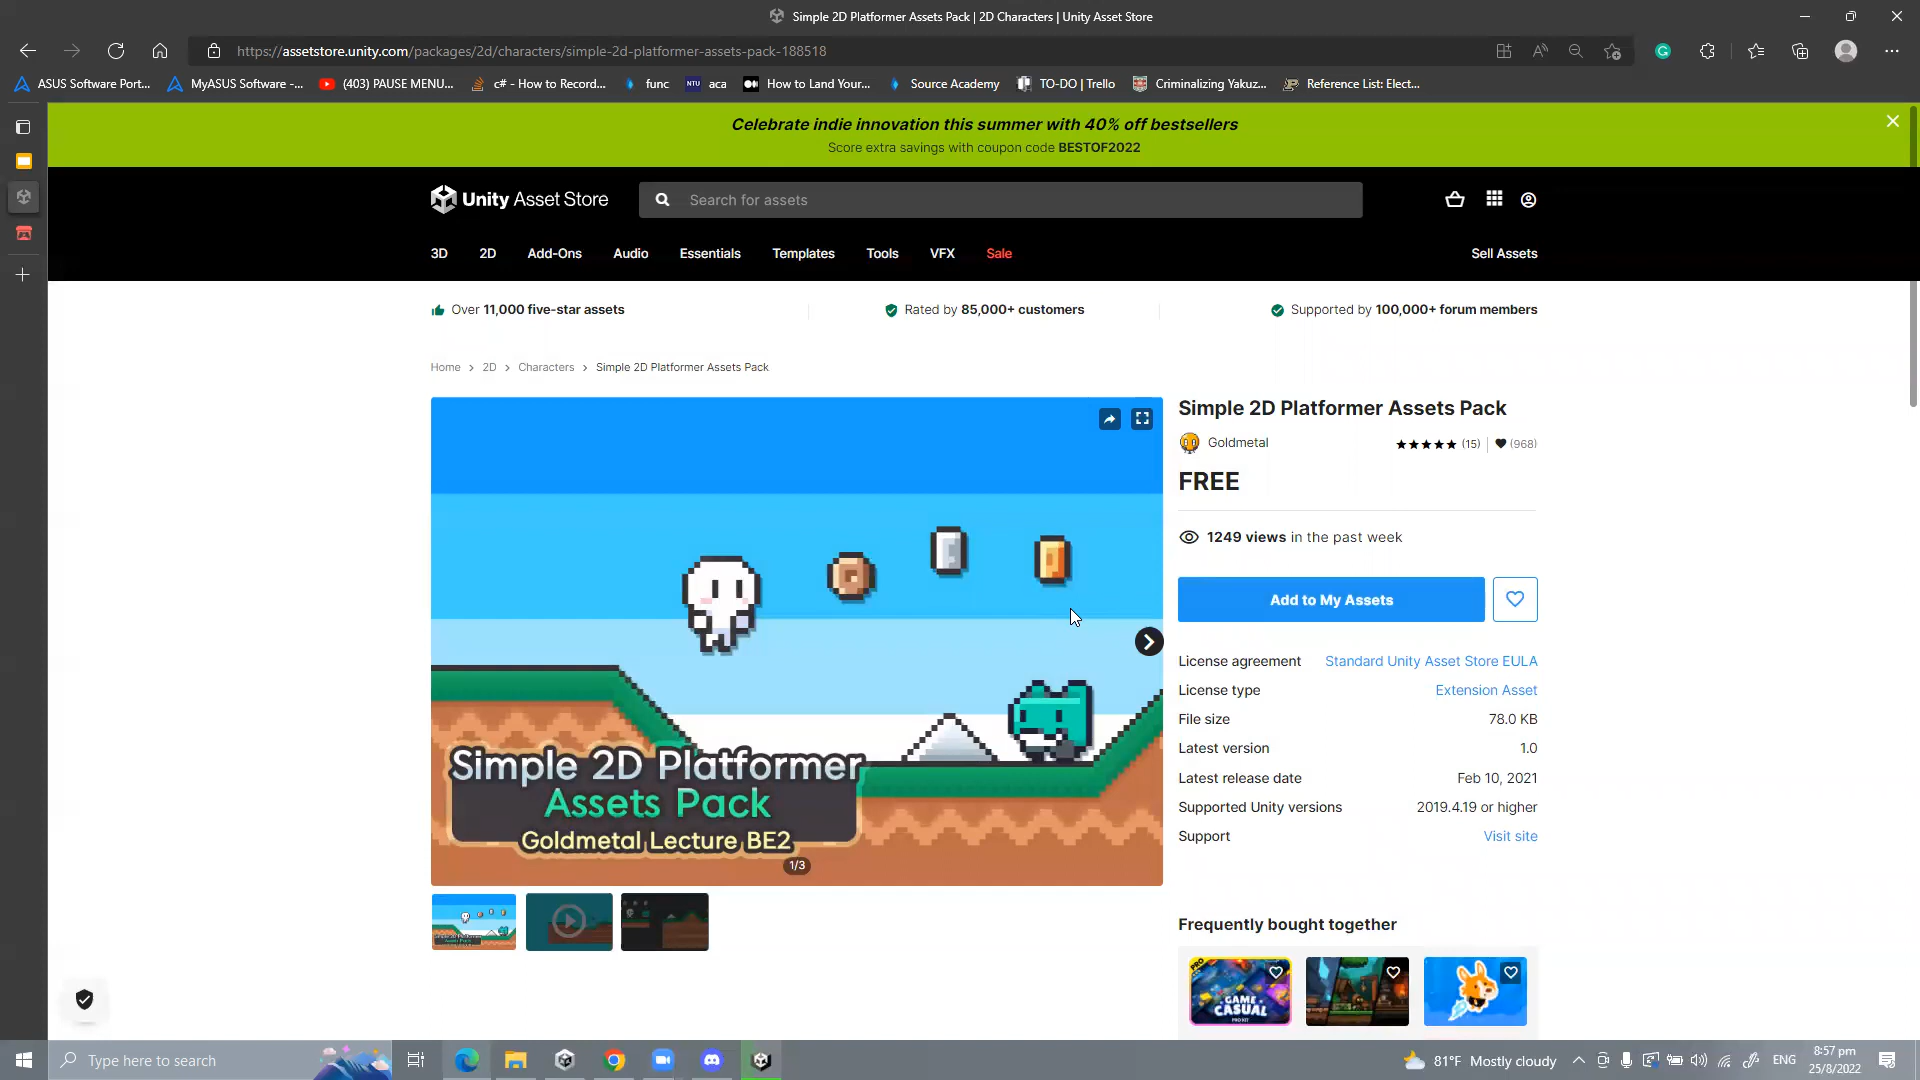 Simple 2D Platformer Assets Pack | 2D Characters | Unity Asset Store
https://assetstore.unity.com/packages/2d/characters/simple-2d-platformer-assets-pack-188518
ASUS Software Port...
MyASUS Software -...
(403) PAUSE MENU...
c# - How to Record...
func
NTU
aca
How to Land Your...
Source Academy
TO-DO | Trello
Criminalizing Yakuz...
Reference List: Elect...
Celebrate indie innovation this summer with 40% off bestsellers
Score extra savings with coupon code BESTOF2022
Unity Asset Store
Search for assets
3D 2D Add-Ons Audio Essentials Templates Tools VFX Sale Sell Assets
Over 11,000 five-star assets
Rated by 85,000+ customers
Supported by 100,000+ forum members
Home > 2D > Characters > Simple 2D Platformer Assets Pack
Simple 2D Platformer
Assets Pack
Goldmetal Lecture BE2
1/3
Simple 2D Platformer Assets Pack
Goldmetal
(15) | (968)
FREE
1249 views in the past week
Add to My Assets
License agreement Standard Unity Asset Store EULA
License type Extension Asset
File size 78.0 KB
Latest version 1.0
Latest release date Feb 10, 2021
Supported Unity versions 2019.4.19 or higher
Support Visit site
Frequently bought together
PRO
GAME
CASUAL
PRO KIT
Type here to search
81°F Mostly cloudy
ENG
8:57 pm
25/8/2022